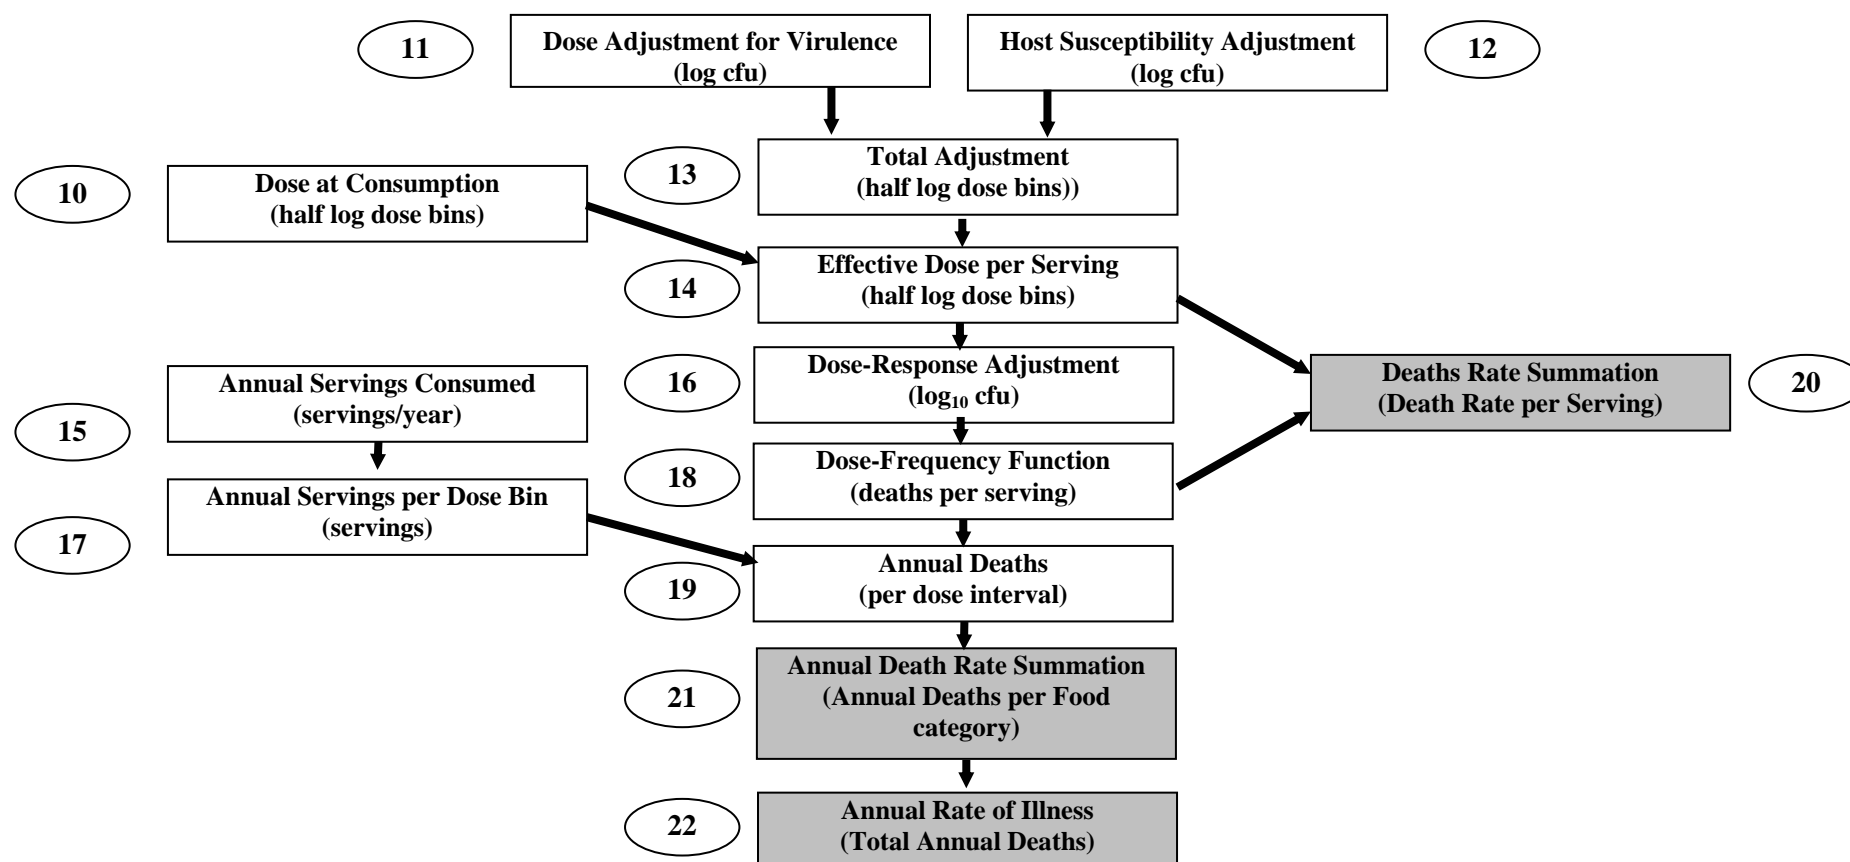 11
Dose Adjustment for Virulence
(log cfu)
Host Susceptibility Adjustment
(log cfu)
12
10
Dose at Consumption
(half log dose bins)
13
Total Adjustment
(half log dose bins))
14
Effective Dose per Serving
(half log dose bins)
15
Annual Servings Consumed
(servings/year)
16
Dose-Response Adjustment
(log₁₀ cfu)
Deaths Rate Summation
(Death Rate per Serving)
20
17
Annual Servings per Dose Bin
(servings)
18
Dose-Frequency Function
(deaths per serving)
19
Annual Deaths
(per dose interval)
21
Annual Death Rate Summation
(Annual Deaths per Food
category)
22
Annual Rate of Illness
(Total Annual Deaths)